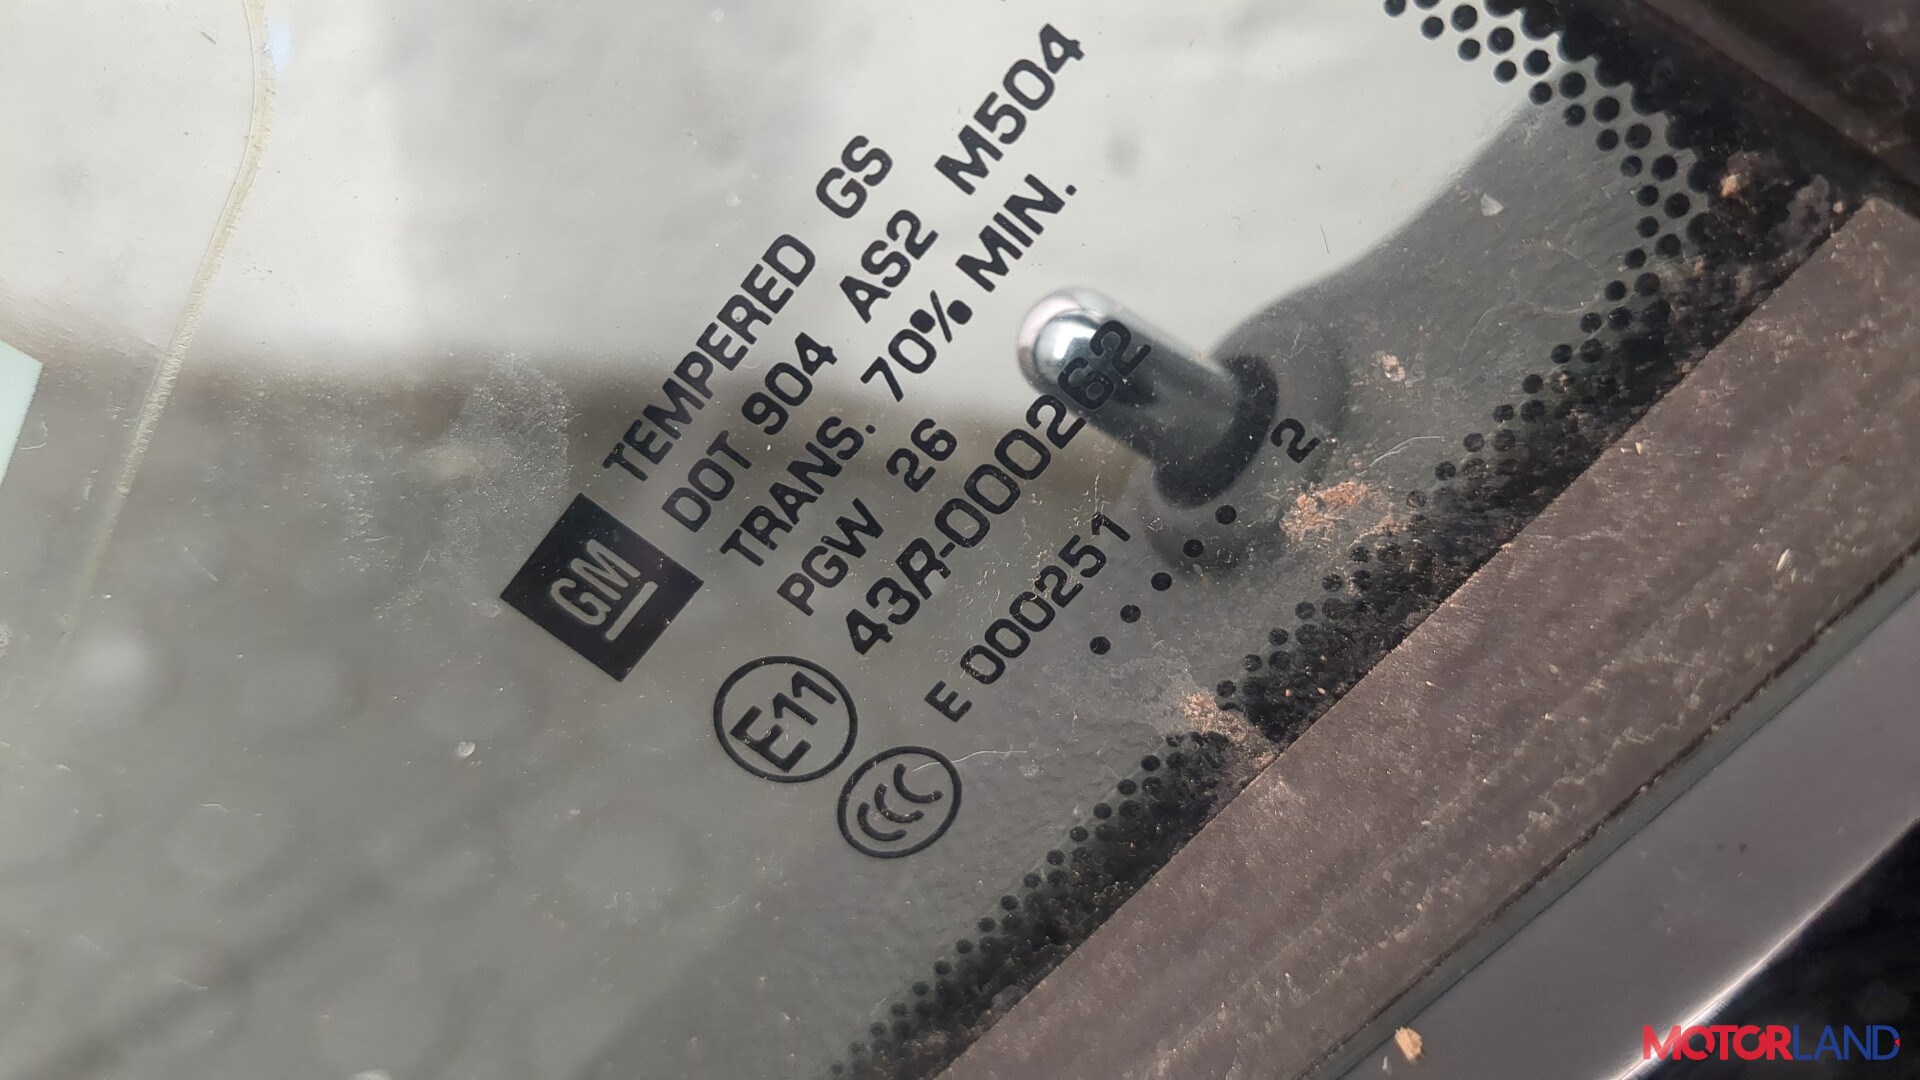 GM
TEMPERED GS
DOT 904 AS2 M504
TRANS. 70% MIN.
PGW 26
E11 43R-000262
CCC E 000251 2
MOTORLAND